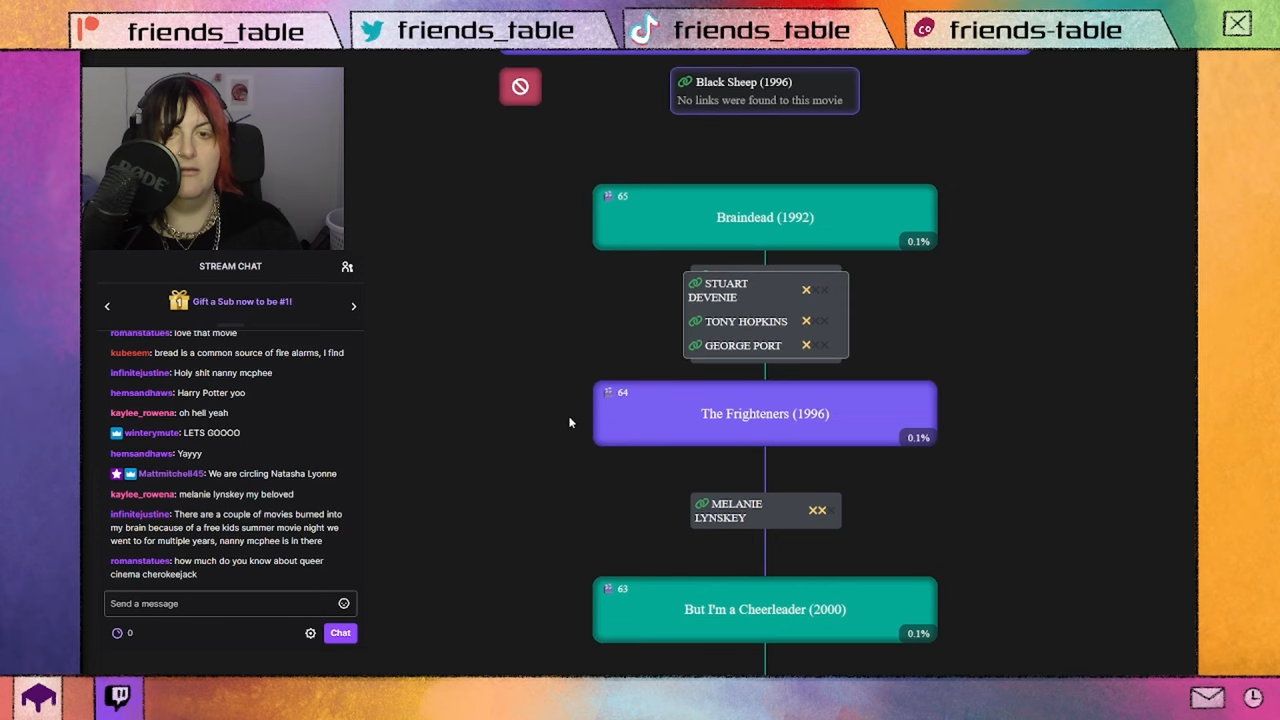 friends_table
friends_table
friends_table
co
friends-table
RØDE
Black Sheep (1996)
No links were found to this movie
65
Braindead (1992)
0.1%
STUART
DEVENIE
TONY HOPKINS
GEORGE PORT
64
The Frighteners (1996)
0.1%
MELANIE
LYNSKEY
63
But I'm a Cheerleader (2000)
0.1%
STREAM CHAT
1
Gift a Sub now to be #1!
romanstatues: love that movie
kubesem: bread is a common source of fire alarms, I find
infinitejustine: Holy shit nanny mcphee
hemsandhaws: Harry Potter yoo
kaylee_rowena: oh hell yeah
winterymute: LETS GOOOO
hemsandhaws: Yayyy
Mattmitchell45: We are circling Natasha Lyonne
kaylee_rowena: melanie lynskey my beloved
infinitejustine: There are a couple of movies burned into
my brain because of a free kids summer movie night we
went to for multiple years, nanny mcphee is in there
romanstatues: how much do you know about queer
cinema cherokeejack
Send a message
0
Chat